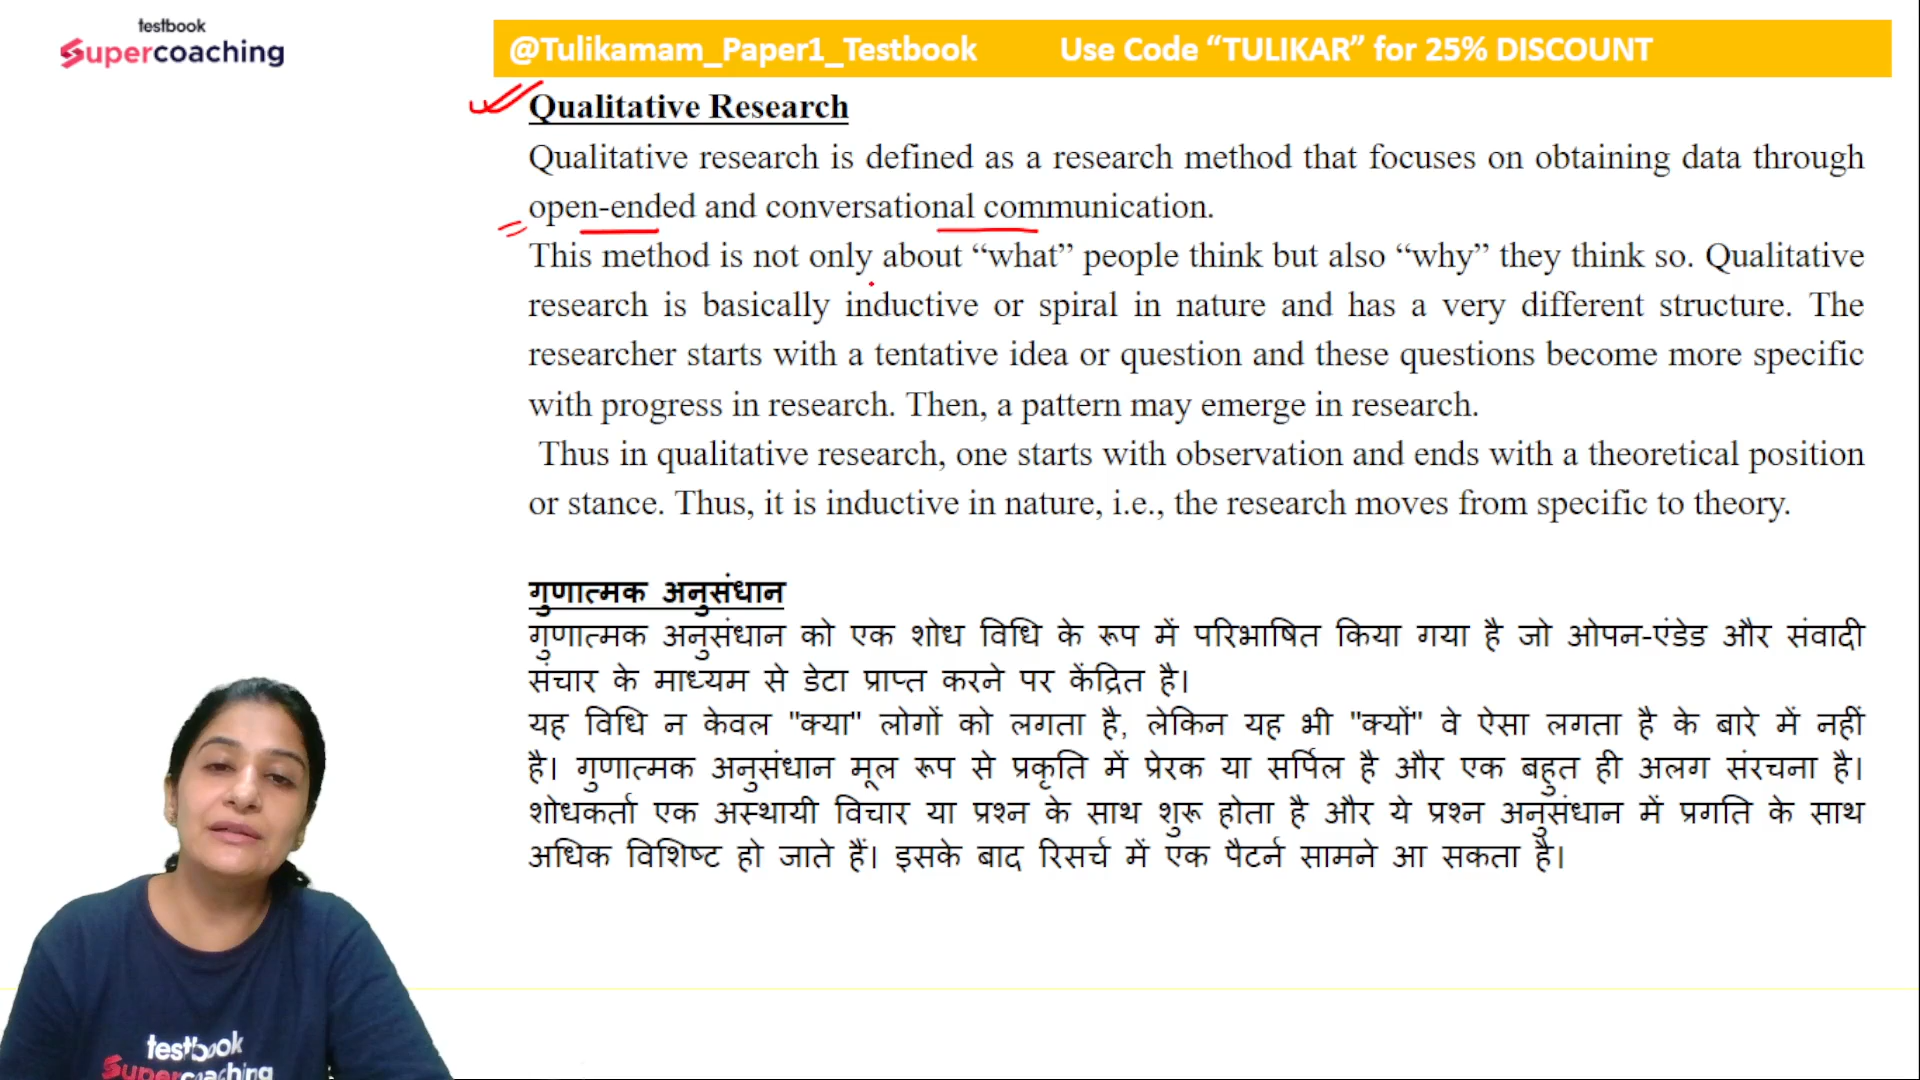 testbook
Supercoaching
@Tulikamam_Paper1_Testbook Use Code “TULIKAR” for 25% DISCOUNT
Qualitative Research
Qualitative research is defined as a research method that focuses on obtaining data through
open-ended and conversational communication.
This method is not only about “what” people think but also “why” they think so. Qualitative
research is basically inductive or spiral in nature and has a very different structure. The
researcher starts with a tentative idea or question and these questions become more specific
with progress in research. Then, a pattern may emerge in research.
Thus in qualitative research, one starts with observation and ends with a theoretical position
or stance. Thus, it is inductive in nature, i.e., the research moves from specific to theory.
गुणात्मक अनुसंधान
गुणात्मक अनुसंधान को एक शोध विधि के रूप में परिभाषित किया गया है जो ओपन-एंडेड और संवादी
संचार के माध्यम से डेटा प्राप्त करने पर केंद्रित है।
यह विधि न केवल "क्या" लोगों को लगता है, लेकिन यह भी "क्यों" वे ऐसा लगता है के बारे में नहीं
है। गुणात्मक अनुसंधान मूल रूप से प्रकृति में प्रेरक या सर्पिल है और एक बहुत ही अलग संरचना है।
शोधकर्ता एक अस्थायी विचार या प्रश्न के साथ शुरू होता है और ये प्रश्न अनुसंधान में प्रगति के साथ
अधिक विशिष्ट हो जाते हैं। इसके बाद रिसर्च में एक पैटर्न सामने आ सकता है।
testbook
Supercoaching